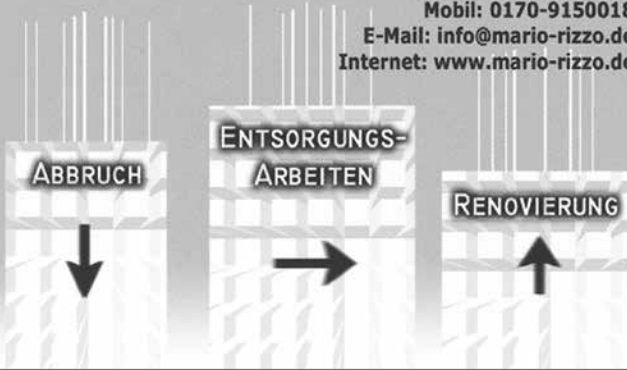 Mobil: 0170-9150018
E-Mail: info@mario-rizzo.de
Internet: www.mario-rizzo.de
ABBRUCH
ENTSORGUNGS-
ARBEITEN
RENOVIERUNG